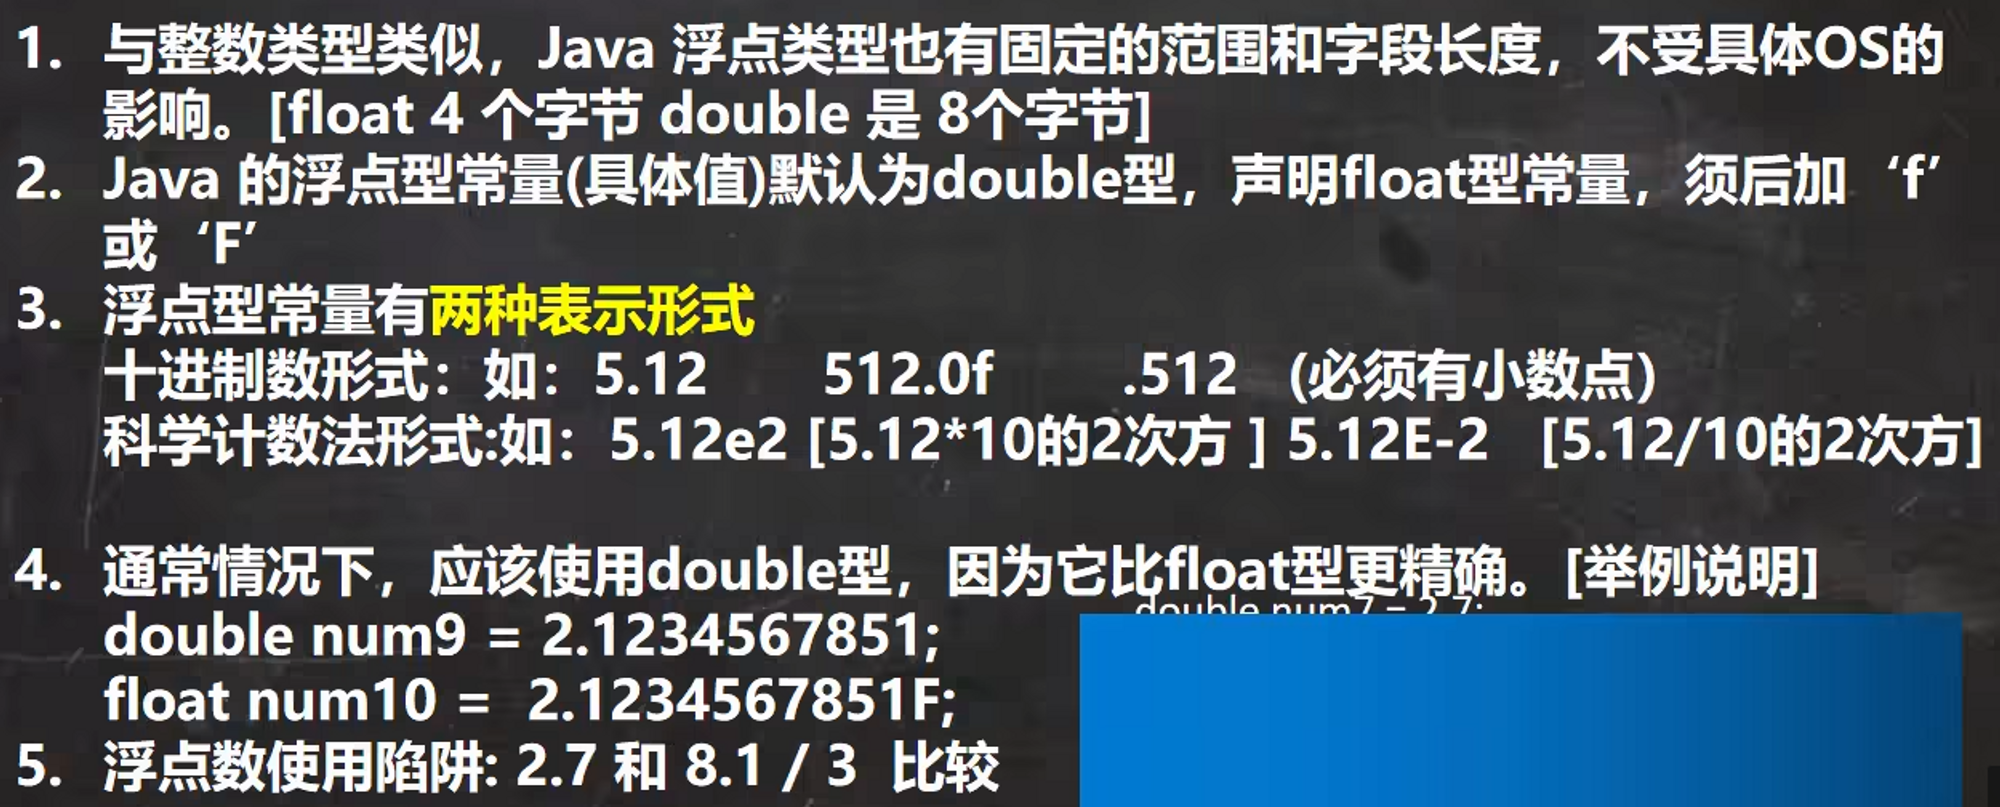 1. 与整数类型类似，Java 浮点类型也有固定的范围和字段长度，不受具体OS的
影响。[float 4 个字节 double 是 8个字节]
2. Java 的浮点型常量(具体值)默认为double型，声明float型常量，须后加‘f’
或‘F’
3. 浮点型常量有两种表示形式
十进制数形式：如：5.12 512.0f .512 (必须有小数点）
科学计数法形式:如：5.12e2 [5.12*10的2次方 ] 5.12E-2 [5.12/10的2次方]
4. 通常情况下，应该使用double型，因为它比float型更精确。[举例说明]
double num7 = 2.7;
double num9 = 2.1234567851;
float num10 = 2.1234567851F;
5. 浮点数使用陷阱: 2.7 和 8.1 / 3 比较